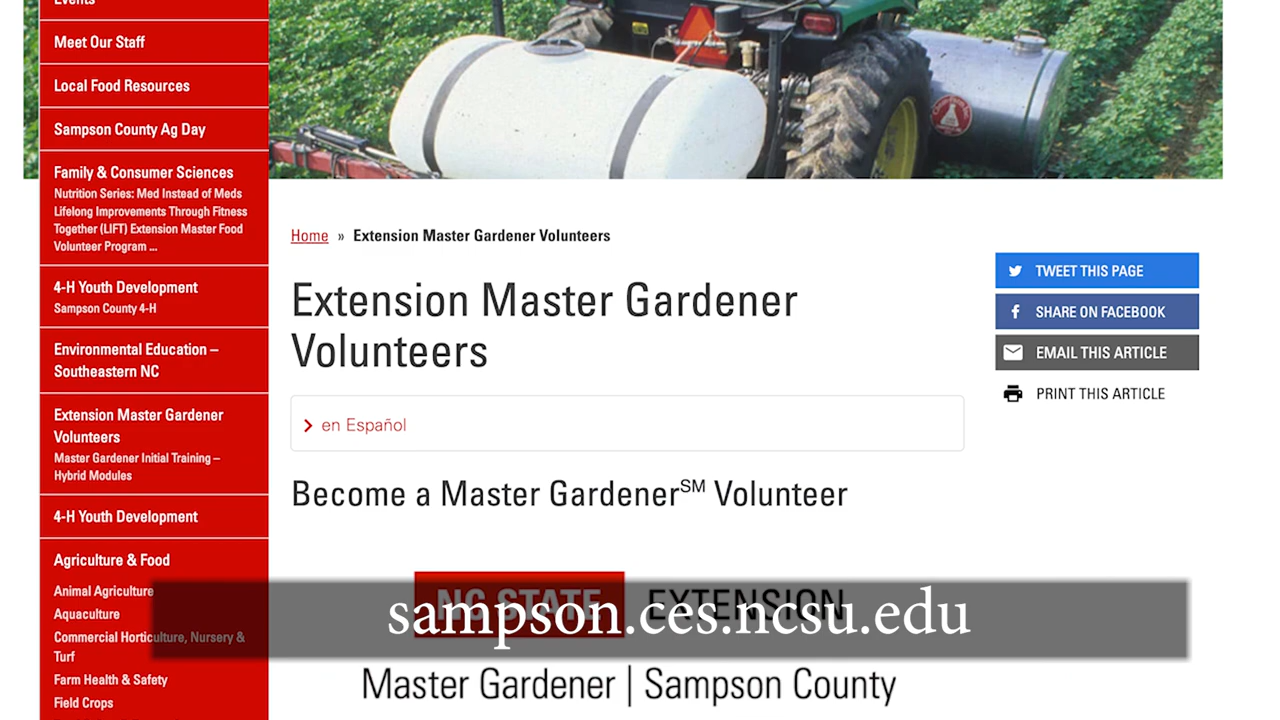 Events
Meet Our Staff
Local Food Resources
Sampson County Ag Day
Family & Consumer Sciences
Nutrition Series: Med Instead of Meds
Lifelong Improvements Through Fitness
Together (LIFT) Extension Master Food
Volunteer Program ...
4-H Youth Development
Sampson County 4-H
Environmental Education –
Southeastern NC
Extension Master Gardener
Volunteers
Master Gardener Initial Training –
Hybrid Modules
4-H Youth Development
Agriculture & Food
Animal Agriculture
Aquaculture
Commercial Horticulture, Nursery &
Turf
Farm Health & Safety
Field Crops
Home » Extension Master Gardener Volunteers
Extension Master Gardener
Volunteers
en Español
Become a Master Gardener℠ Volunteer
NC STATE EXTENSION
sampson.ces.ncsu.edu
Master Gardener | Sampson County
TWEET THIS PAGE
SHARE ON FACEBOOK
EMAIL THIS ARTICLE
PRINT THIS ARTICLE